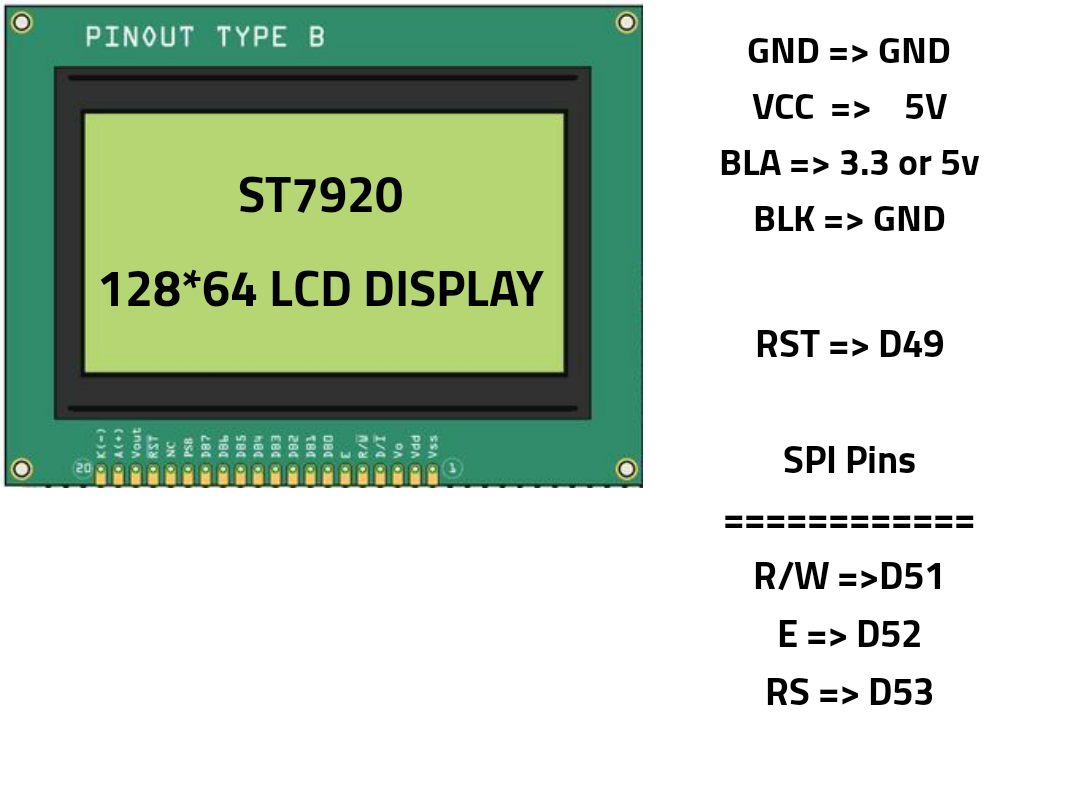 PINOUT TYPE B
ST7920
128*64 LCD DISPLAY
20 K(-) A(+) Vout RST NC PSB DB7 DB6 DB5 DB4 DB3 DB2 DB1 DB0 E R/W D/I Vo Vdd Vss 1
GND => GND
VCC => 5V
BLA => 3.3 or 5v
BLK => GND
RST => D49
SPI Pins
============
R/W =>D51
E => D52
RS => D53